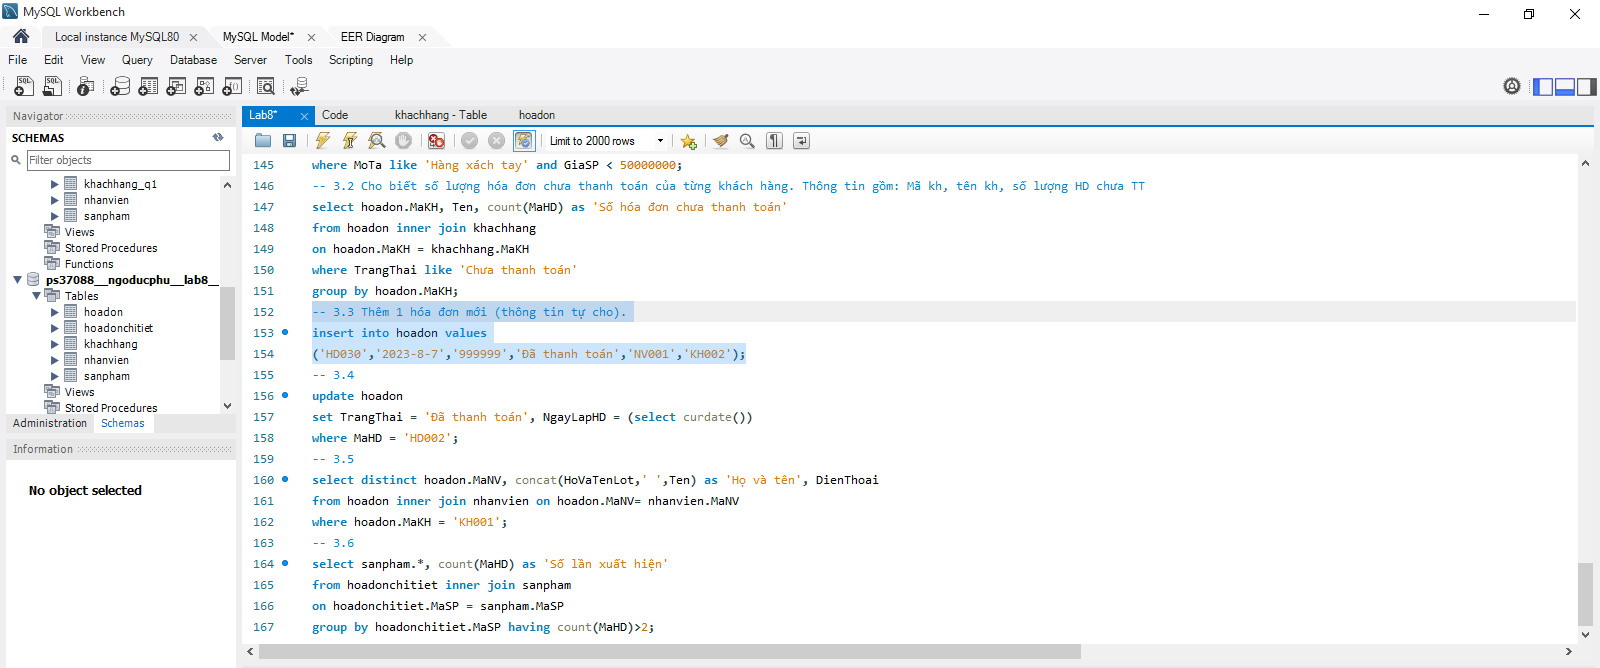 MySQL Workbench
Local instance MySQL80
MySQL Model*
EER Diagram
File Edit View Query Database Server Tools Scripting Help
Navigator
SCHEMAS
Filter objects
khachhang_q1
nhanvien
sanpham
Views
Stored Procedures
Functions
ps37088__ngoducphu__lab8__
Tables
hoadon
hoadonchitiet
khachhang
nhanvien
sanpham
Views
Stored Procedures
Administration Schemas
Information
No object selected
Lab8* Code khachhang - Table hoadon
Limit to 2000 rows
145 where MoTa like 'Hàng xách tay' and GiaSP < 50000000;
146 -- 3.2 Cho biết số lượng hóa đơn chưa thanh toán của từng khách hàng. Thông tin gồm: Mã kh, tên kh, số lượng HD chưa TT
147 select hoadon.MaKH, Ten, count(MaHD) as 'Số hóa đơn chưa thanh toán'
148 from hoadon inner join khachhang
149 on hoadon.MaKH = khachhang.MaKH
150 where TrangThai like 'Chưa thanh toán'
151 group by hoadon.MaKH;
152 -- 3.3 Thêm 1 hóa đơn mới (thông tin tự cho).
153 insert into hoadon values
154 ('HD030','2023-8-7','999999','Đã thanh toán','NV001','KH002');
155 -- 3.4
156 update hoadon
157 set TrangThai = 'Đã thanh toán', NgayLapHD = (select curdate())
158 where MaHD = 'HD002';
159 -- 3.5
160 select distinct hoadon.MaNV, concat(HoVaTenLot,' ',Ten) as 'Họ và tên', DienThoai
161 from hoadon inner join nhanvien on hoadon.MaNV= nhanvien.MaNV
162 where hoadon.MaKH = 'KH001';
163 -- 3.6
164 select sanpham.*, count(MaHD) as 'Số lần xuất hiện'
165 from hoadonchitiet inner join sanpham
166 on hoadonchitiet.MaSP = sanpham.MaSP
167 group by hoadonchitiet.MaSP having count(MaHD)>2;